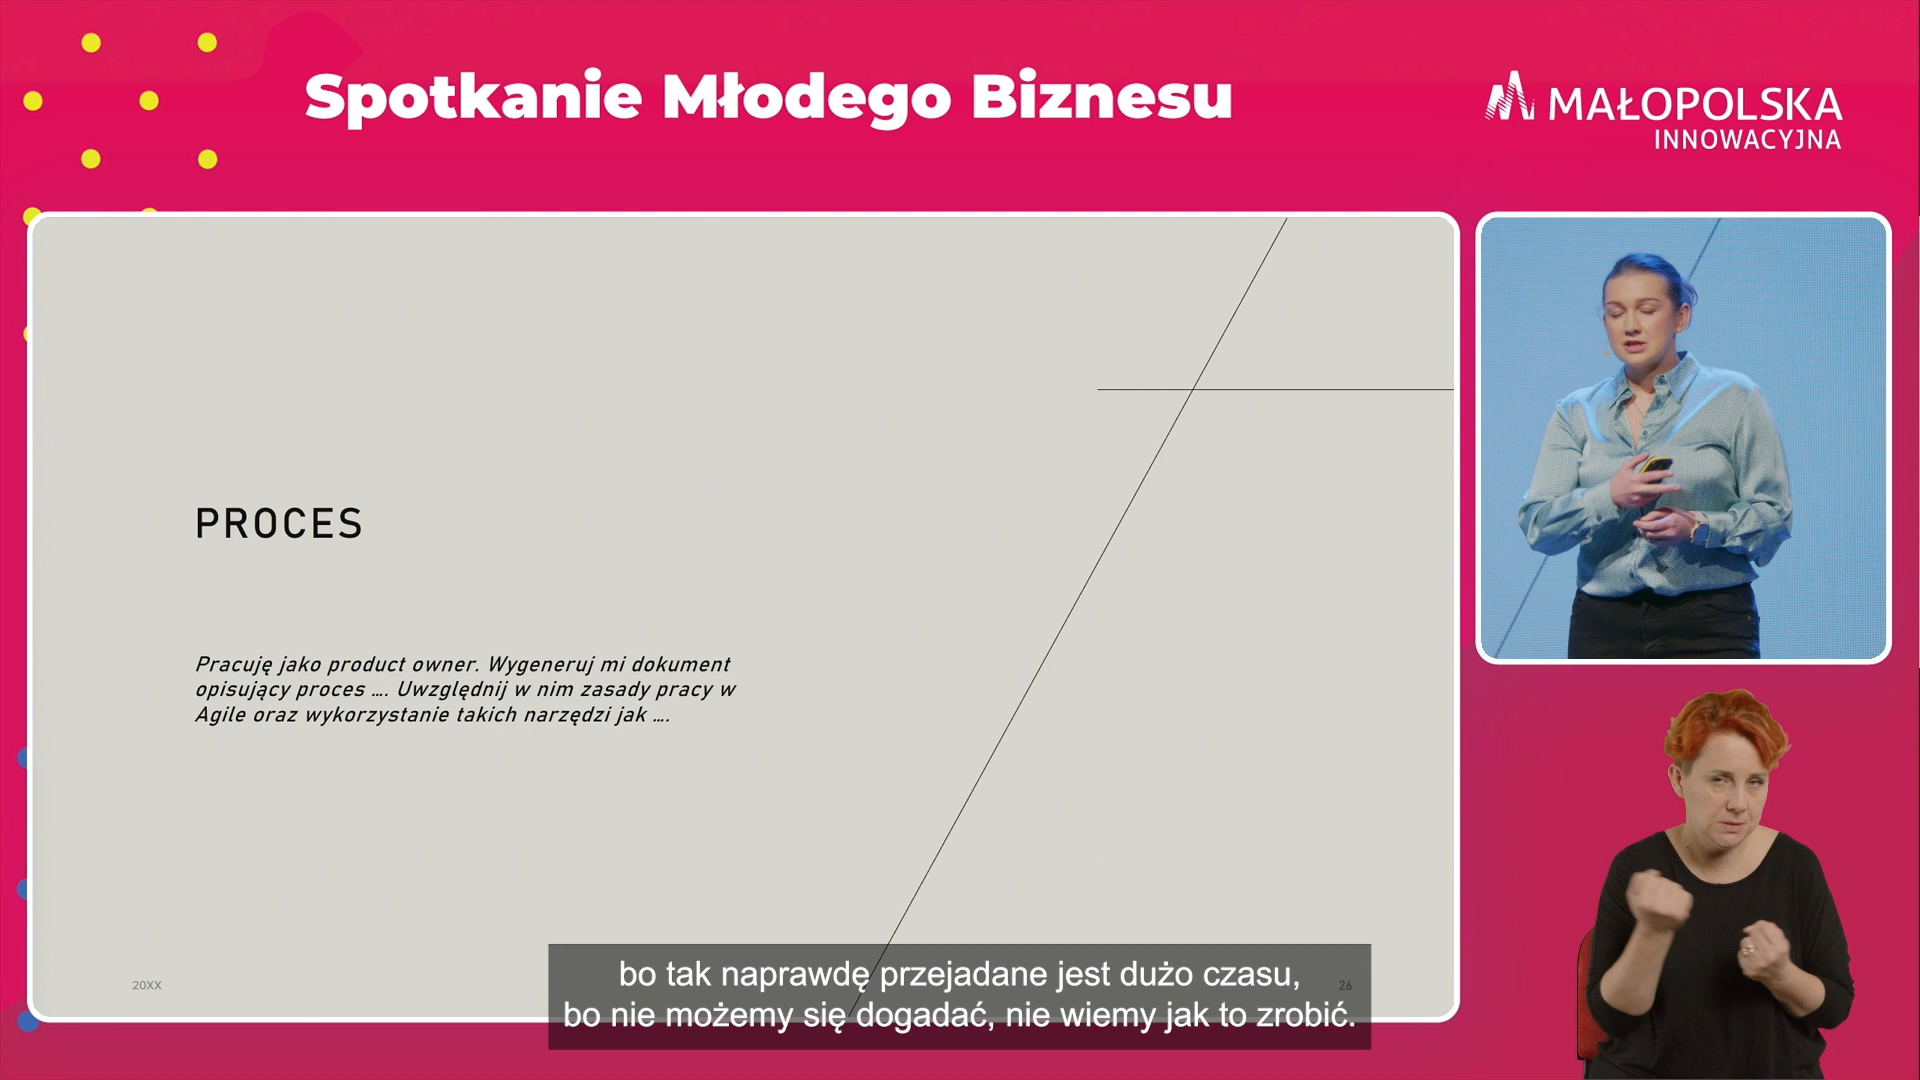 Spotkanie Młodego Biznesu
MAŁOPOLSKA
INNOWACYJNA
PROCES
Pracuję jako product owner. Wygeneruj mi dokument
opisujący proces .... Uwzględnij w nim zasady pracy w
Agile oraz wykorzystanie takich narzędzi jak ....
20XX
26
bo tak naprawdę przejadane jest dużo czasu,
bo nie możemy się dogadać, nie wiemy jak to zrobić.